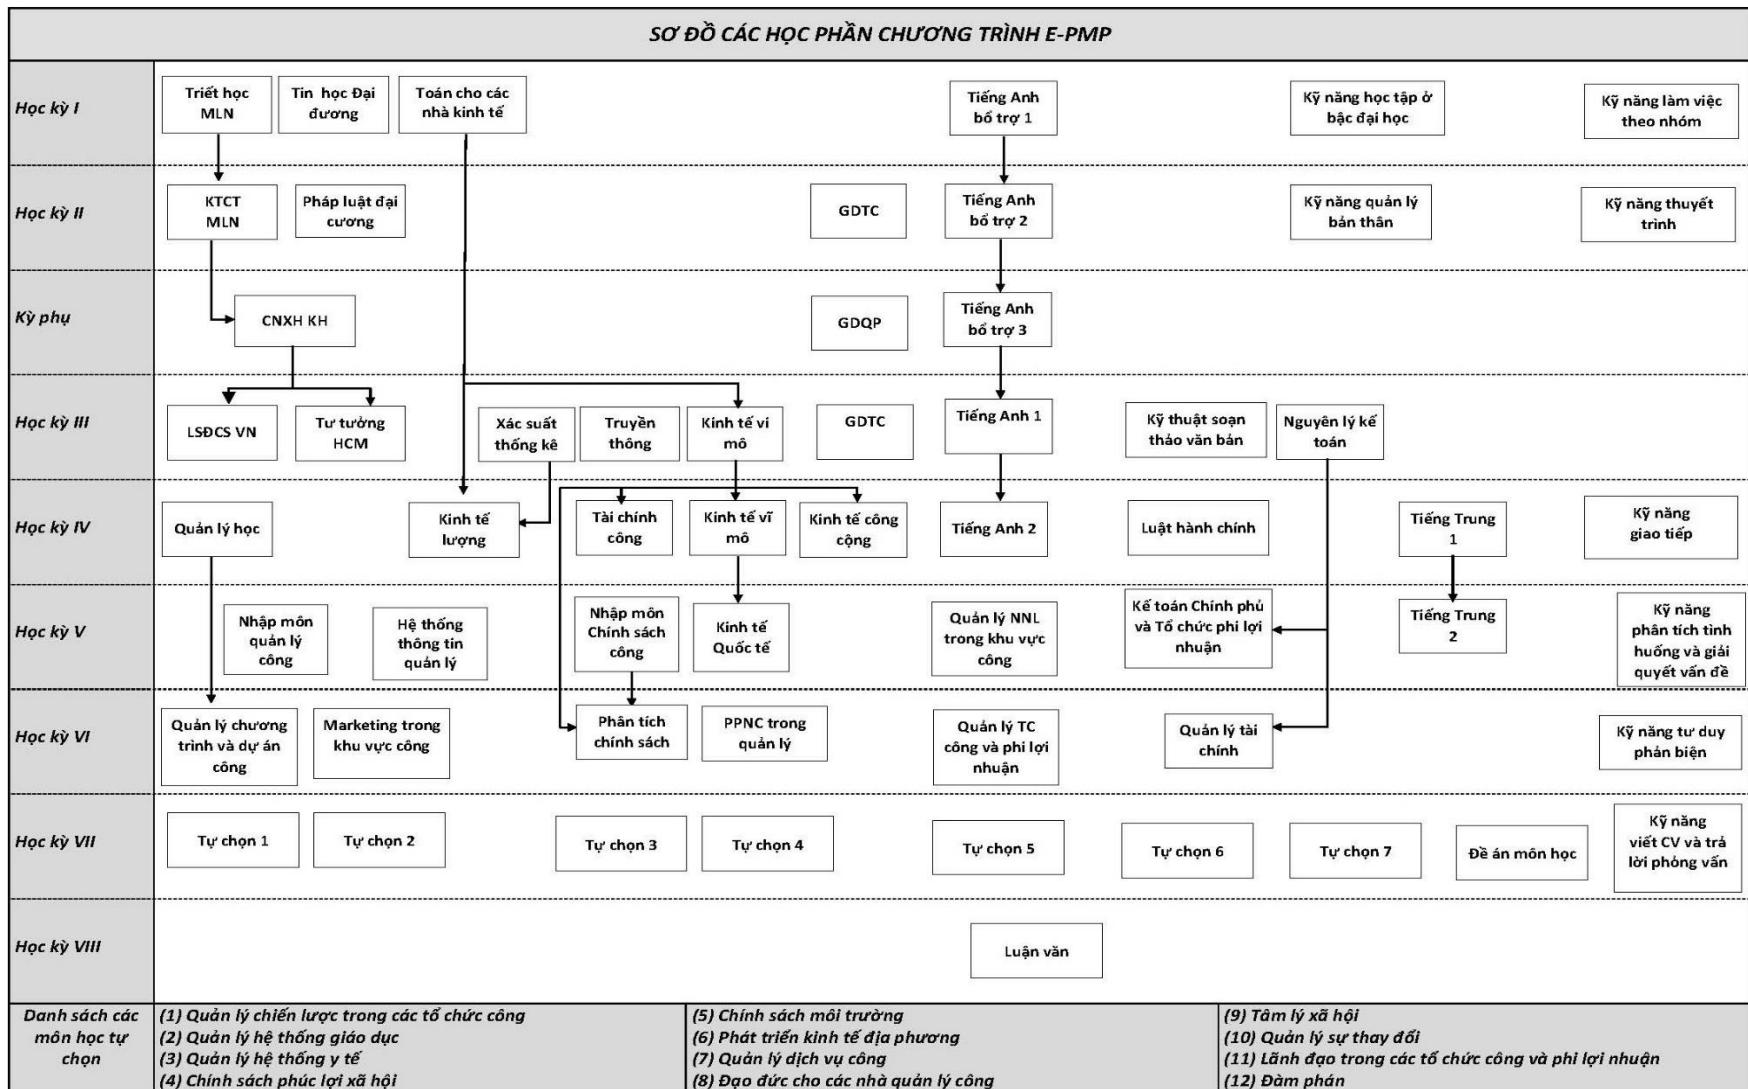 SƠ ĐỒ CÁC HỌC PHẦN CHƯƠNG TRÌNH E-PMP
Học kỳ I
Triết học
MLN
Tin học Đại
đương
Toán cho các
nhà kinh tế
Tiếng Anh
bổ trợ 1
Kỹ năng học tập ở
bậc đại học
Kỹ năng làm việc
theo nhóm
Học kỳ II
KTCT
MLN
Pháp luật đại
cương
GDTC
Tiếng Anh
bổ trợ 2
Kỹ năng quản lý
bản thân
Kỹ năng thuyết
trình
Kỳ phụ
CNXH KH
GDQP
Tiếng Anh
bổ trợ 3
Học kỳ III
LSĐCS VN
Tư tưởng
HCM
Xác suất
thống kê
Truyền
thông
Kinh tế vi
mô
GDTC
Tiếng Anh 1
Kỹ thuật soạn
thảo văn bản
Nguyên lý kế
toán
Học kỳ IV
Quản lý học
Kinh tế
lượng
Tài chính
công
Kinh tế vĩ
mô
Kinh tế công
cộng
Tiếng Anh 2
Luật hành chính
Tiếng Trung
1
Kỹ năng
giao tiếp
Học kỳ V
Nhập môn
quản lý
công
Hệ thống
thông tin
quản lý
Nhập môn
Chính sách
công
Kinh tế
Quốc tế
Quản lý NNL
trong khu vực
công
Kế toán Chính phủ
và Tổ chức phi lợi
nhuận
Tiếng Trung
2
Kỹ năng
phân tích tình
huống và giải
quyết vấn đề
Học kỳ VI
Quản lý chương
trình và dự án
công
Marketing trong
khu vực công
Phân tích
chính sách
PPNC trong
quản lý
Quản lý TC
công và phi lợi
nhuận
Quản lý tài
chính
Kỹ năng tư duy
phản biện
Học kỳ VII
Tự chọn 1
Tự chọn 2
Tự chọn 3
Tự chọn 4
Tự chọn 5
Tự chọn 6
Tự chọn 7
Đề án môn học
Kỹ năng
viết CV và trả
lời phỏng vấn
Học kỳ VIII
Luận văn
Danh sách các
môn học tự
chọn
(1) Quản lý chiến lược trong các tổ chức công
(2) Quản lý hệ thống giáo dục
(3) Quản lý hệ thống y tế
(4) Chính sách phúc lợi xã hội
(5) Chính sách môi trường
(6) Phát triển kinh tế địa phương
(7) Quản lý dịch vụ công
(8) Đạo đức cho các nhà quản lý công
(9) Tâm lý xã hội
(10) Quản lý sự thay đổi
(11) Lãnh đạo trong các tổ chức công và phi lợi nhuận
(12) Đàm phán